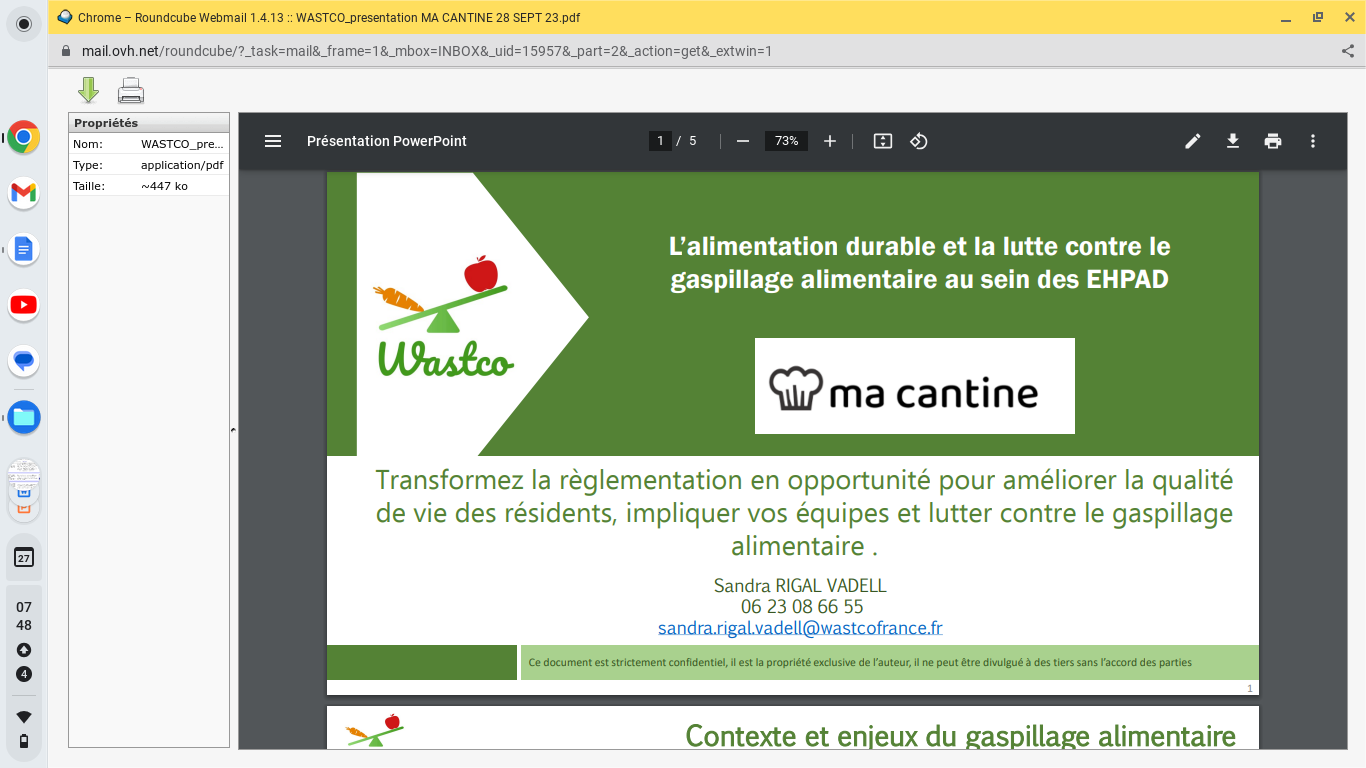 Chrome – Roundcube Webmail 1.4.13 :: WASTCO_presentation MA CANTINE 28 SEPT 23.pdf
mail.ovh.net/roundcube/?_task=mail&_frame=1&_mbox=INBOX&_uid=15957&_part=2&_action=get&_extwin=1
Propriétés
Nom: WASTCO_pre...
Type: application/pdf
Taille: ~447 ko
Présentation PowerPoint
1 / 5
73%
L'alimentation durable et la lutte contre le
gaspillage alimentaire au sein des EHPAD
Wastco
ma cantine
Transformez la règlementation en opportunité pour améliorer la qualité
de vie des résidents, impliquer vos équipes et lutter contre le gaspillage
alimentaire .
Sandra RIGAL VADELL
06 23 08 66 55
sandra.rigal.vadell@wastcofrance.fr
Ce document est strictement confidentiel, il est la propriété exclusive de l'auteur, il ne peut être divulgué à des tiers sans l'accord des parties
1
Contexte et enjeux du gaspillage alimentaire
27
07
48
4